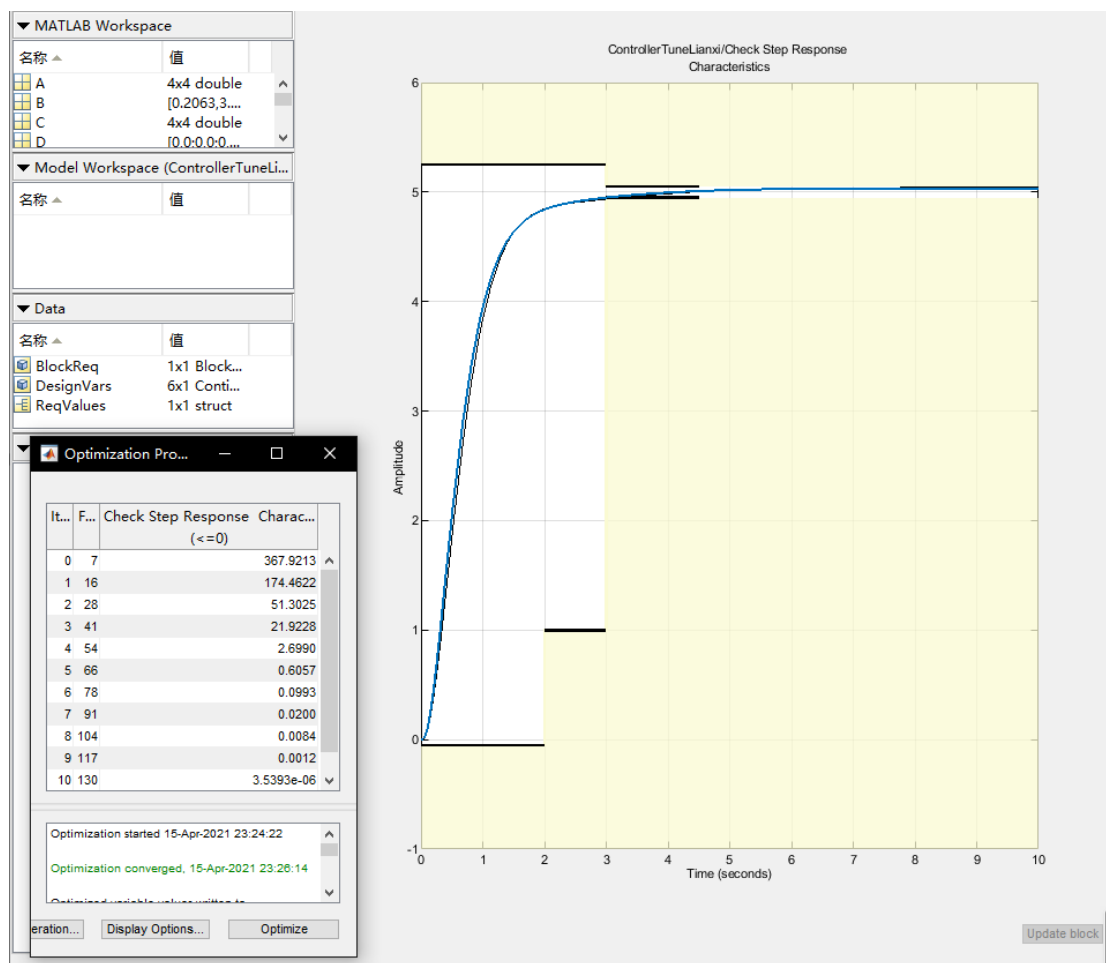 MATLAB Workspace
名称 值
A 4x4 double
B [0.2063,3....
C 4x4 double
D [0.0;0.0;0....
Model Workspace (ControllerTuneLi...
名称 值
Data
名称 值
BlockReq 1x1 Block...
DesignVars 6x1 Conti...
ReqValues 1x1 struct
Optimization Pro...
It... F... Check Step Response Charac...
(<=0)
0 7 367.9213
1 16 174.4622
2 28 51.3025
3 41 21.9228
4 54 2.6990
5 66 0.6057
6 78 0.0993
7 91 0.0200
8 104 0.0084
9 117 0.0012
10 130 3.5393e-06
Optimization started 15-Apr-2021 23:24:22
Optimization converged, 15-Apr-2021 23:26:14
Optimized variable values written to
eration... Display Options... Optimize
ControllerTuneLianxi/Check Step Response
Characteristics
6
5
4
3
2
1
0
-1
Amplitude
0 1 2 3 4 5 6 7 8 9 10
Time (seconds)
Update block